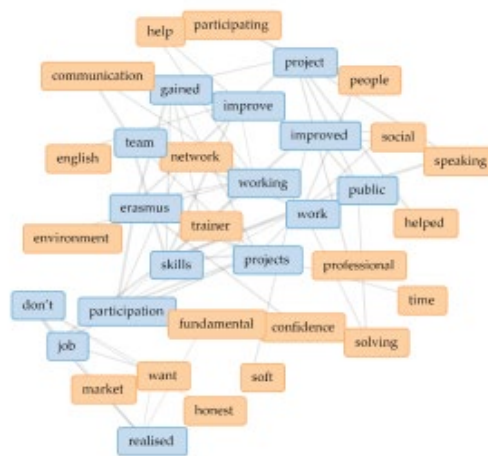 participating
help
project
communication
people
gained
improve
improved
social
team
network
english
speaking
working
public
erasmus
work
trainer
helped
environment
skills
projects
professional
time
don't
participation
fundamental
confidence
job
solving
want
soft
market
honest
realised